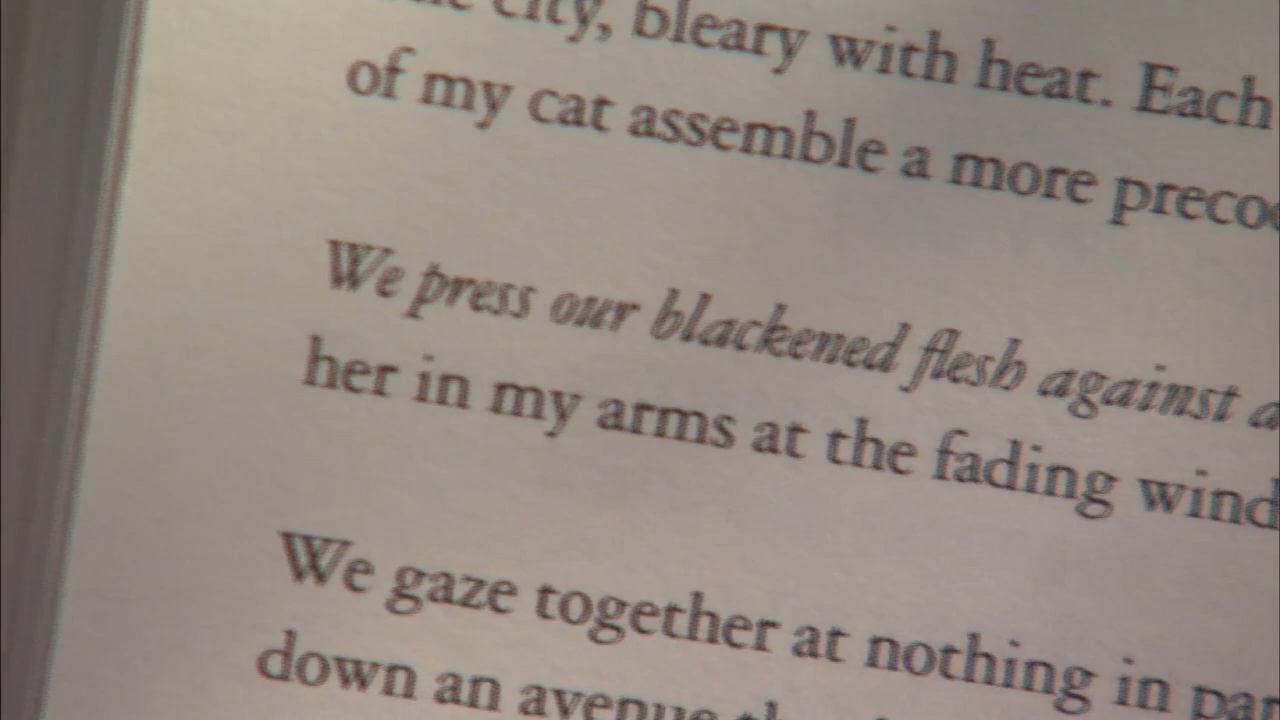 city, bleary with heat. Each
of my cat assemble a more preco
We press our blackened flesh against a
her in my arms at the fading wind
We gaze together at nothing in par
down an avenue